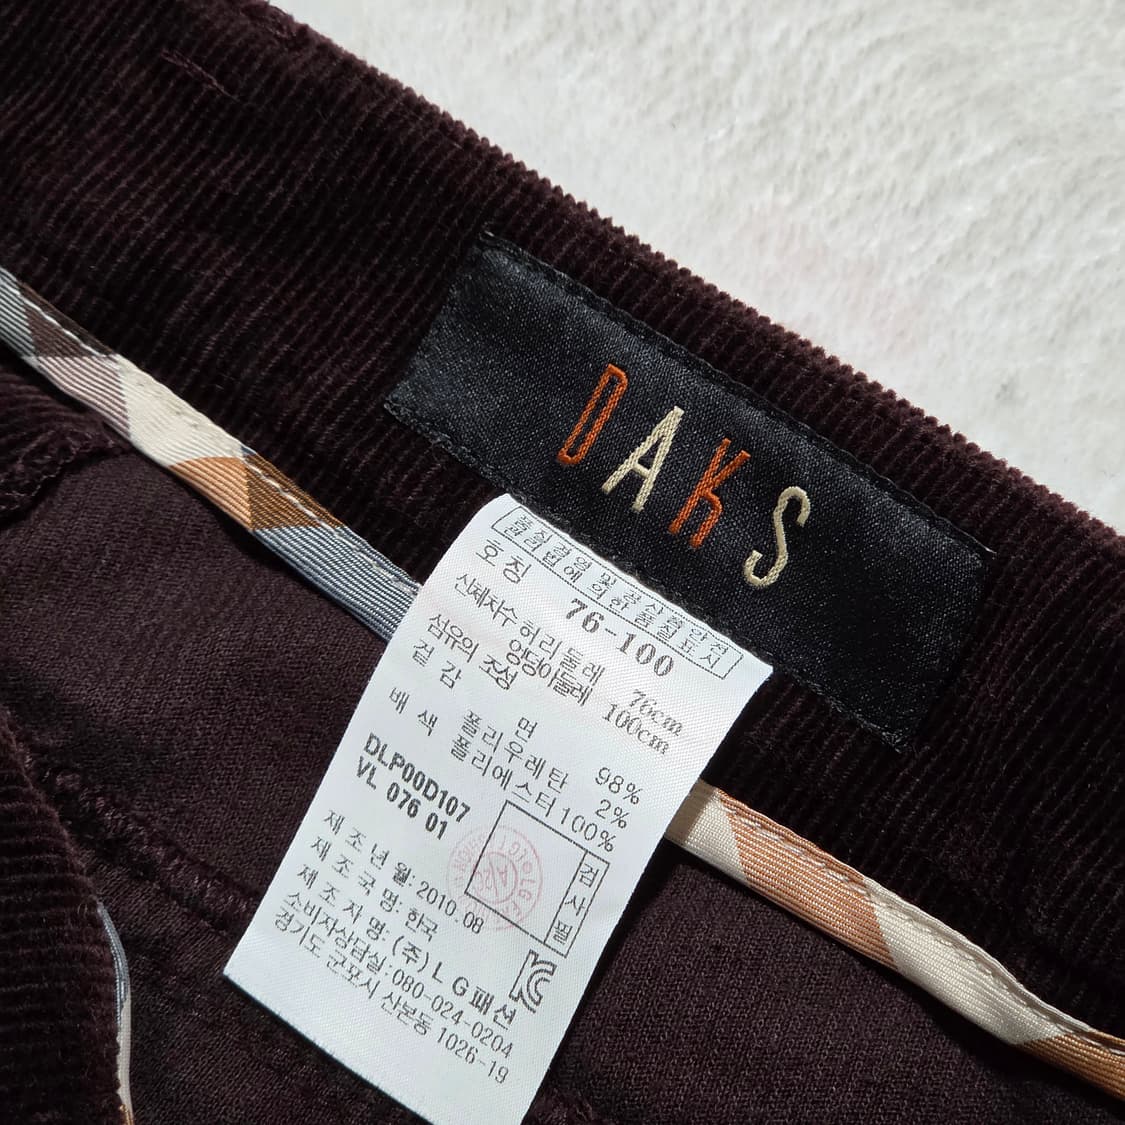 DAKS
품질경영 및 공산품안전
관리법에 의한 품질표시
호칭 76-100
신체치수 허리둘레 76cm
엉덩이둘레 100cm
섬유의 조성
겉감 면 98%
폴리우레탄 2%
배색 폴리에스터 100%
DLP00D107
VL 076 01
검사필
제조년월: 2010.08
제조국명: 한국
제조자명: (주)LG패션
소비자상담실: 080-024-0204
경기도 군포시 산본동 1026-19